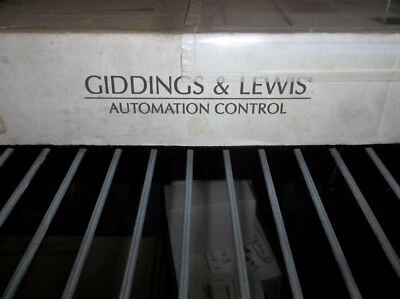 GIDDINGS & LEWIS®
AUTOMATION CONTROL